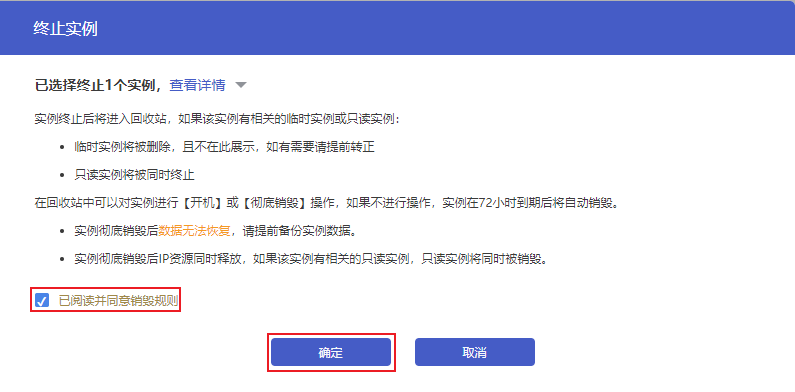 终止实例
已选择终止1个实例，查看详情
实例终止后将进入回收站，如果该实例有相关的临时实例或只读实例：
• 临时实例将被删除，且不在此展示，如有需要请提前转正
• 只读实例将被同时终止
在回收站中可以对实例进行【开机】或【彻底销毁】操作，如果不进行操作，实例在72小时到期后将自动销毁。
• 实例彻底销毁后数据无法恢复，请提前备份实例数据。
• 实例彻底销毁后IP资源同时释放，如果该实例有相关的只读实例，只读实例将同时被销毁。
已阅读并同意销毁规则
确定 取消